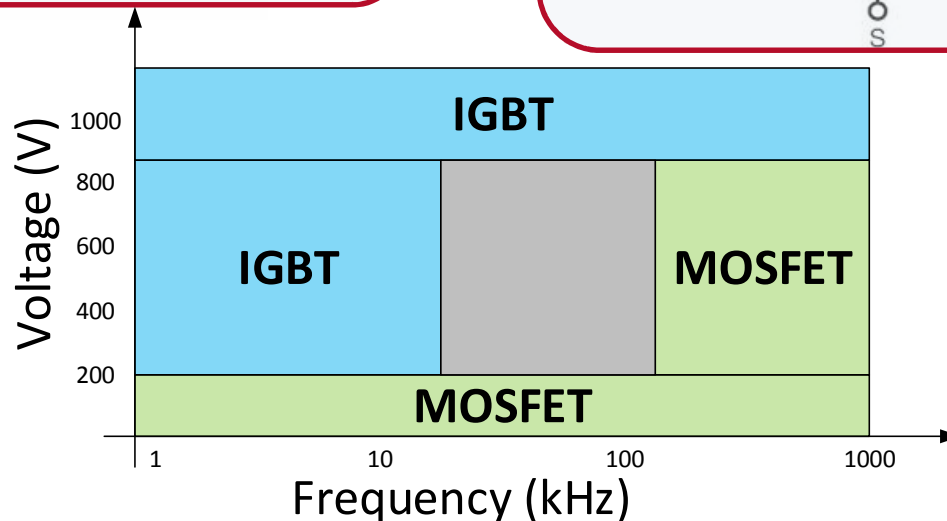 S
IGBT
1000
800
600
400
200
Voltage (V)
IGBT
MOSFET
MOSFET
1
10
100
1000
Frequency (kHz)